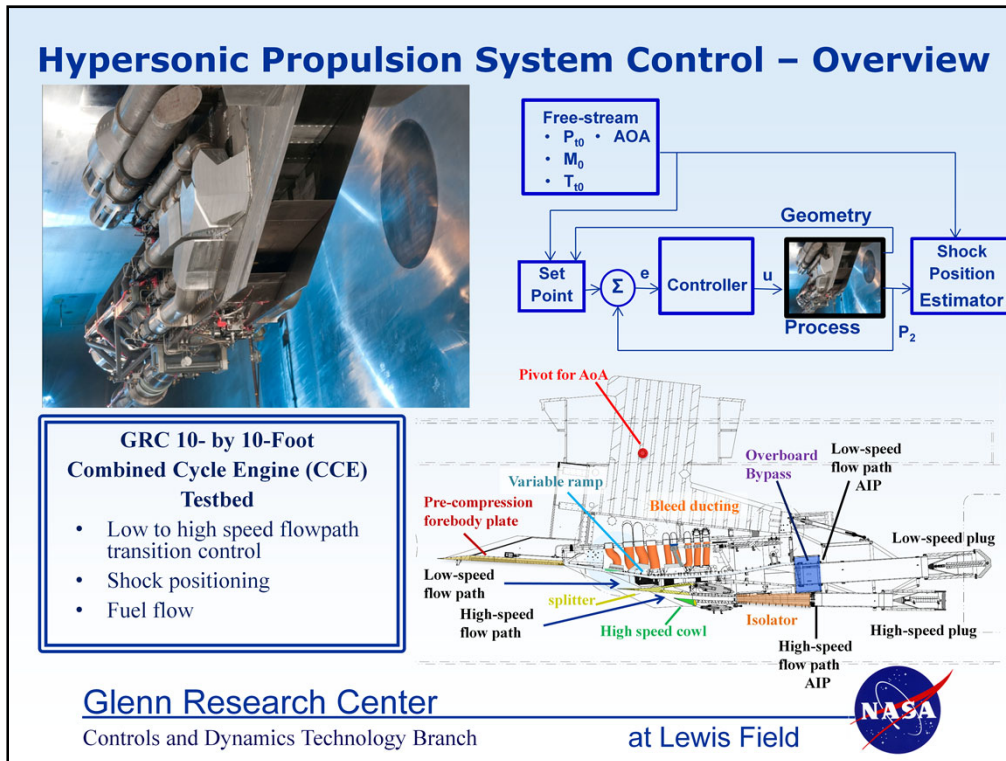 Hypersonic Propulsion System Control – Overview
Free-stream
• Pt0 • AOA
• M0
• Tt0
Geometry
Set
Point
Σ
e
Controller
u
Process
P2
Shock
Position
Estimator
GRC 10- by 10-Foot
Combined Cycle Engine (CCE)
Testbed
• Low to high speed flowpath
transition control
• Shock positioning
• Fuel flow
Pivot for AoA
Variable ramp
Pre-compression
forebody plate
Bleed ducting
Overboard
Bypass
Low-speed
flow path
AIP
Low-speed plug
Low-speed
flow path
splitter
High-speed
flow path
High speed cowl
Isolator
High-speed
flow path
AIP
High-speed plug
Glenn Research Center
Controls and Dynamics Technology Branch
at Lewis Field
NASA